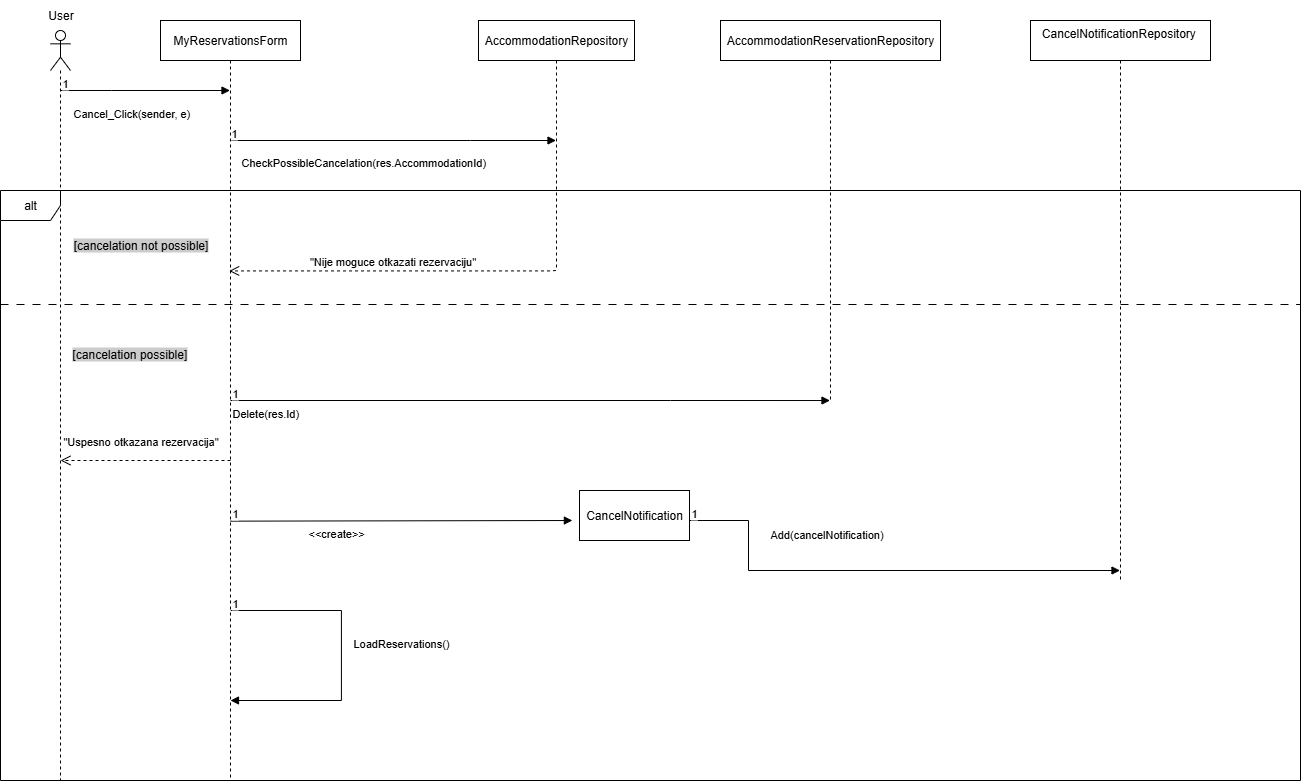 User
MyReservationsForm
AccommodationRepository
AccommodationReservationRepository
CancelNotificationRepository
1
Cancel_Click(sender, e)
1
CheckPossibleCancelation(res.AccommodationId)
alt
[cancelation not possible]
"Nije moguce otkazati rezervaciju"
[cancelation possible]
1
Delete(res.Id)
"Uspesno otkazana rezervacija"
1
<<create>>
CancelNotification
1
Add(cancelNotification)
1
LoadReservations()